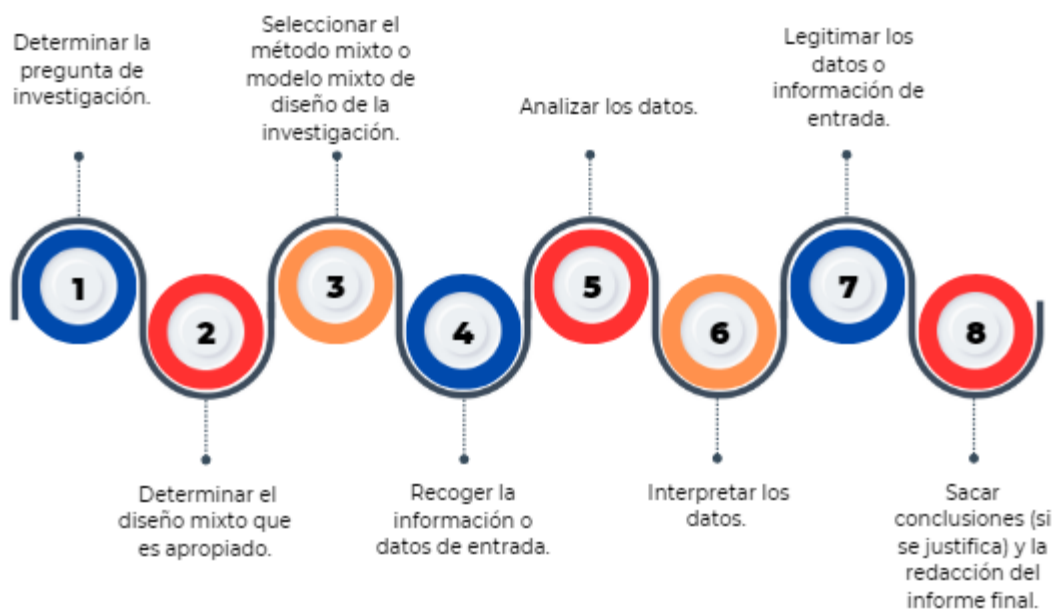 Determinar la
pregunta de
investigación.
1
Determinar el
diseño mixto que
es apropiado.
2
Seleccionar el
método mixto o
modelo mixto de
diseño de la
investigación.
3
Recoger la
información o
datos de entrada.
4
Analizar los datos.
5
Interpretar los
datos.
6
Legitimar los
datos o
información de
entrada.
7
Sacar
conclusiones (si
se justifica) y la
redacción del
informe final.
8